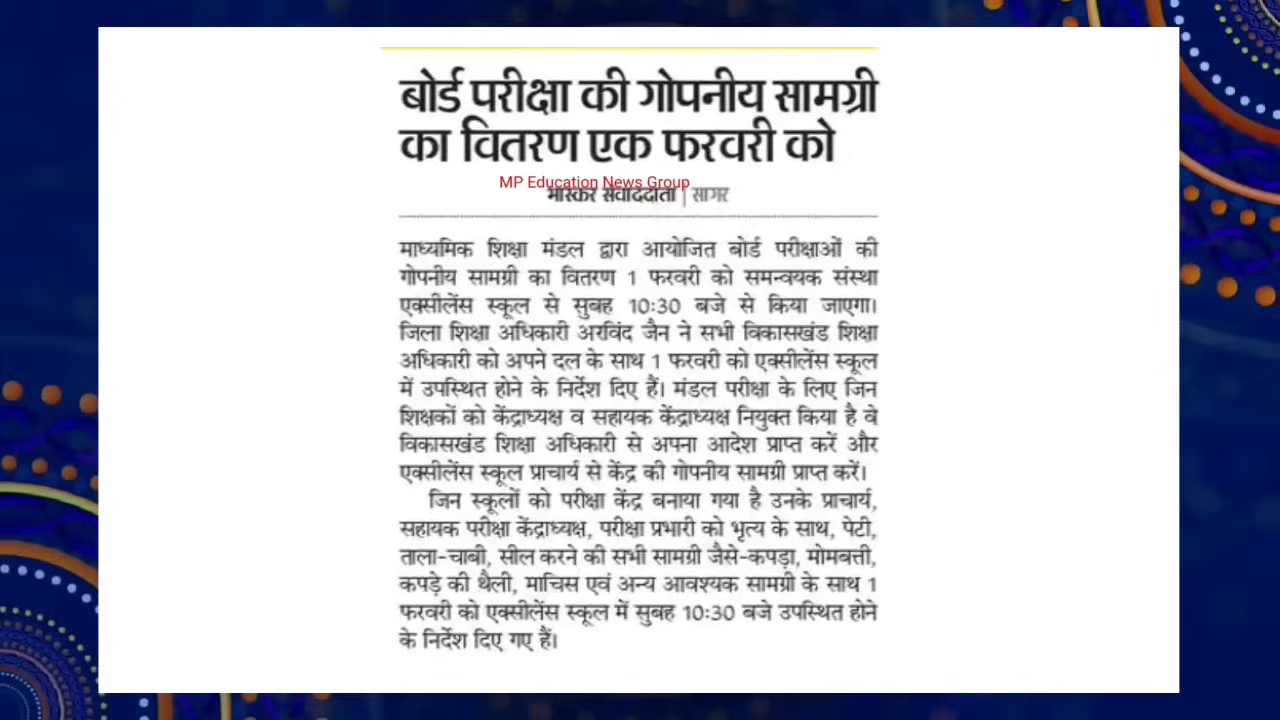 बोर्ड परीक्षा की गोपनीय सामग्री
का वितरण एक फरवरी को
MP Education News Group
भास्कर संवाददाता | सागर
माध्यमिक शिक्षा मंडल द्वारा आयोजित बोर्ड परीक्षाओं की
गोपनीय सामग्री का वितरण 1 फरवरी को समन्वयक संस्था
एक्सीलेंस स्कूल से सुबह 10:30 बजे से किया जाएगा।
जिला शिक्षा अधिकारी अरविंद जैन ने सभी विकासखंड शिक्षा
अधिकारी को अपने दल के साथ 1 फरवरी को एक्सीलेंस स्कूल
में उपस्थित होने के निर्देश दिए हैं। मंडल परीक्षा के लिए जिन
शिक्षकों को केंद्राध्यक्ष व सहायक केंद्राध्यक्ष नियुक्त किया है वे
विकासखंड शिक्षा अधिकारी से अपना आदेश प्राप्त करें और
एक्सीलेंस स्कूल प्राचार्य से केंद्र की गोपनीय सामग्री प्राप्त करें।
जिन स्कूलों को परीक्षा केंद्र बनाया गया है उनके प्राचार्य,
सहायक परीक्षा केंद्राध्यक्ष, परीक्षा प्रभारी को भृत्य के साथ, पेटी,
ताला-चाबी, सील करने की सभी सामग्री जैसे-कपड़ा, मोमबत्ती,
कपड़े की थैली, माचिस एवं अन्य आवश्यक सामग्री के साथ 1
फरवरी को एक्सीलेंस स्कूल में सुबह 10:30 बजे उपस्थित होने
के निर्देश दिए गए हैं।